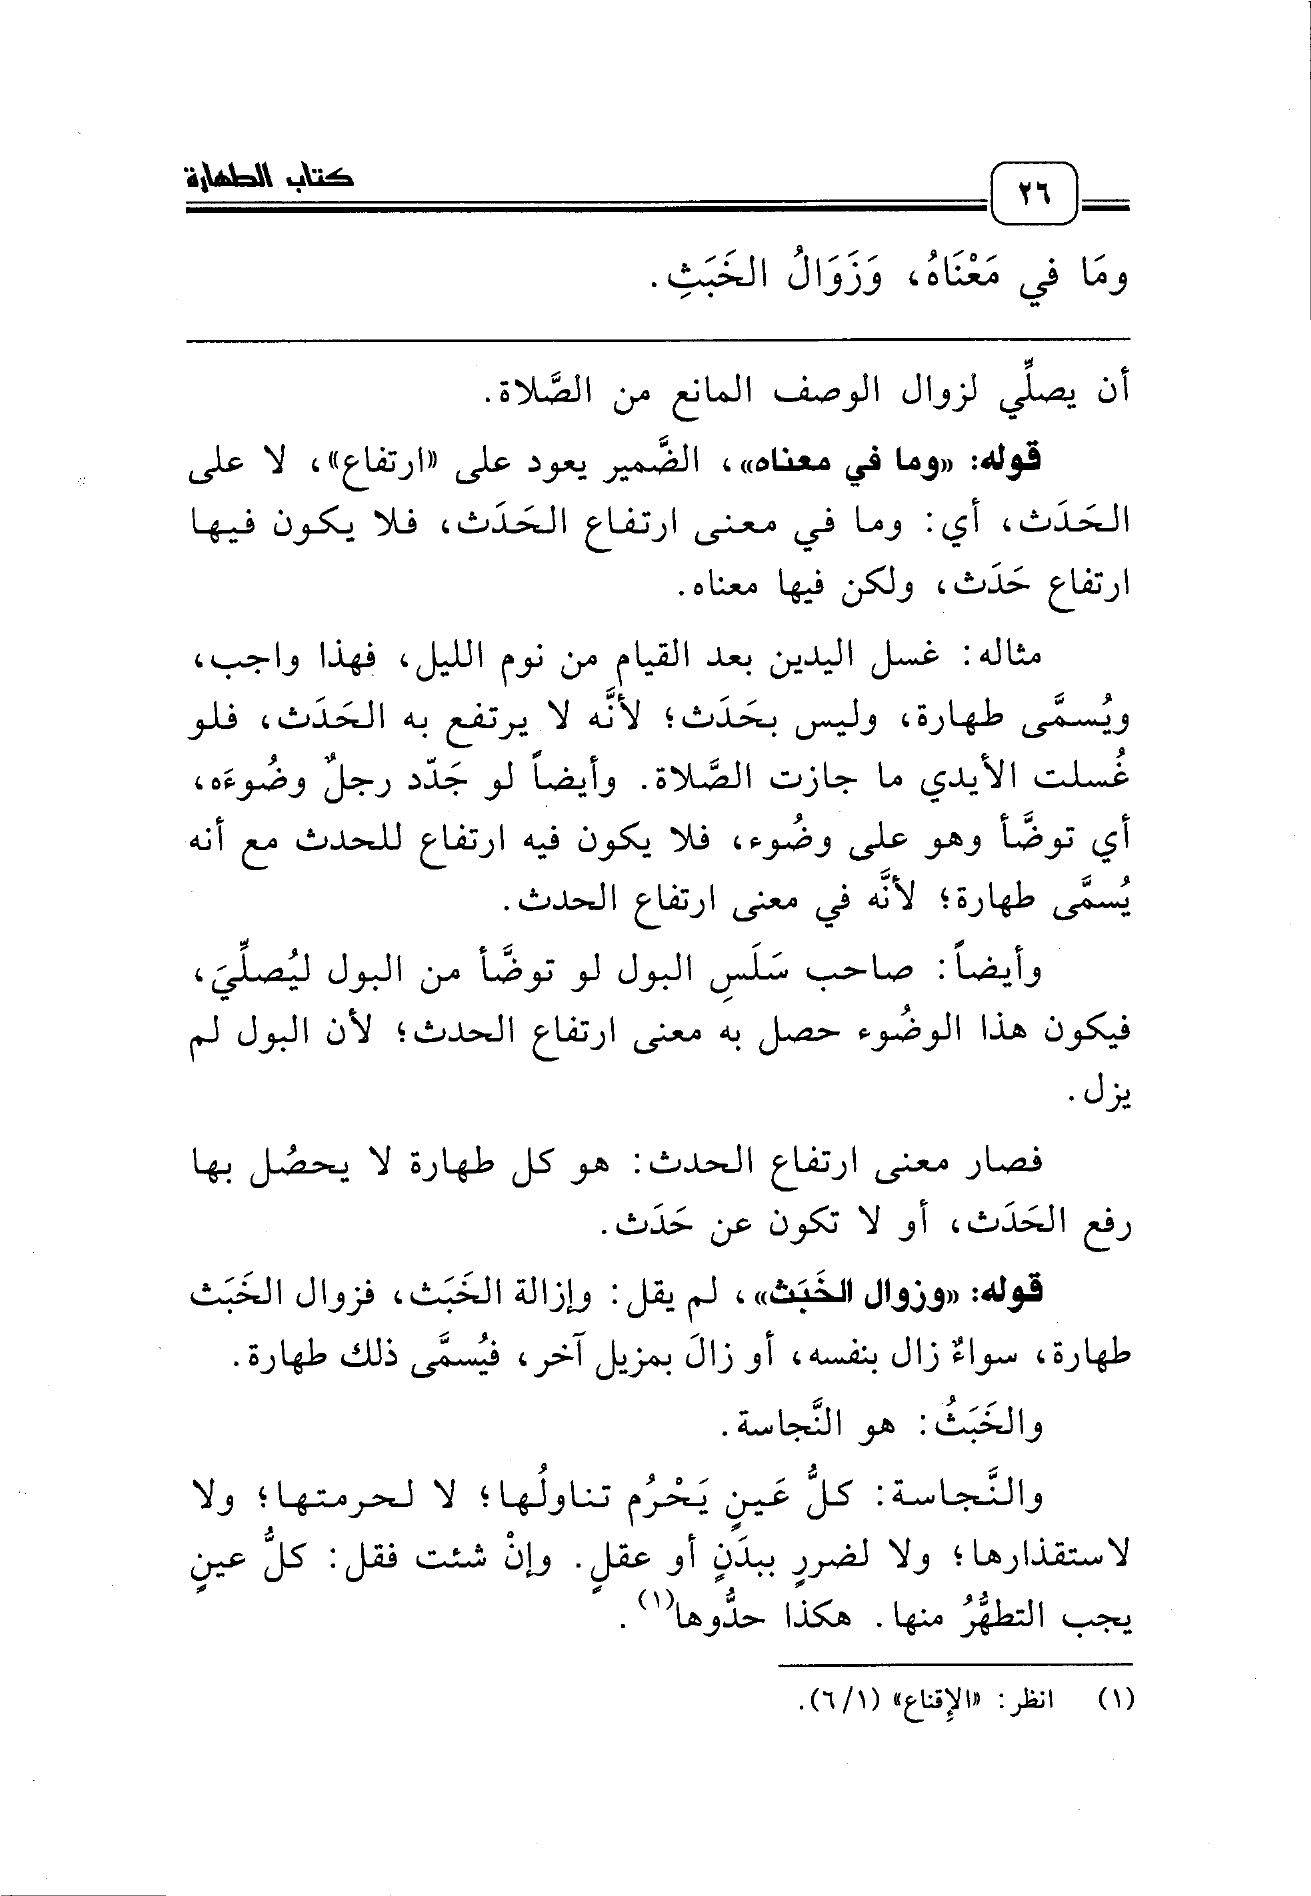 كتاب الطهارة
٢٦
ومَا في مَعْنَاهُ، وَزَوَالُ الخَبَثِ.
أن يصلِّي لزوال الوصف المانع من الصَّلاة.
قوله: «وما في معناه»، الضَّمير يعود على «ارتفاع»، لا على
الحَدَث، أي: وما في معنى ارتفاع الحَدَث، فلا يكون فيها
ارتفاع حَدَث، ولكن فيها معناه.
مثاله: غسل اليدين بعد القيام من نوم الليل، فهذا واجب،
ويُسمَّى طهارة، وليس بحَدَث؛ لأنَّه لا يرتفع به الحَدَث، فلو
غُسلت الأيدي ما جازت الصَّلاة. وأيضاً لو جَدّد رجلٌ وضُوءَه،
أي توضَّأ وهو على وضُوء، فلا يكون فيه ارتفاع للحدث مع أنه
يُسمَّى طهارة؛ لأنَّه في معنى ارتفاع الحدث.
وأيضاً: صاحب سَلَسِ البول لو توضَّأ من البول ليُصلِّيَ،
فيكون هذا الوضُوء حصل به معنى ارتفاع الحدث؛ لأن البول لم
يزل.
فصار معنى ارتفاع الحدث: هو كل طهارة لا يحصُل بها
رفع الحَدَث، أو لا تكون عن حَدَث.
قوله: «وزوال الخَبَث»، لم يقل: وإزالة الخَبَث، فزوال الخَبَث
طهارة، سواءٌ زال بنفسه، أو زالَ بمزيل آخر، فيُسمَّى ذلك طهارة.
والخَبَثُ: هو النَّجاسة.
والنَّجاسة: كلُّ عَينٍ يَحْرُم تناولُها؛ لا لحرمتها؛ ولا
لاستقذارها؛ ولا لضررٍ ببدَنٍ أو عقلٍ. وإنْ شئت فقل: كلُّ عينٍ
يجب التطهُّرُ منها. هكذا حدُّوها(١).
(١) انظر: «الإقناع» (٦/١).